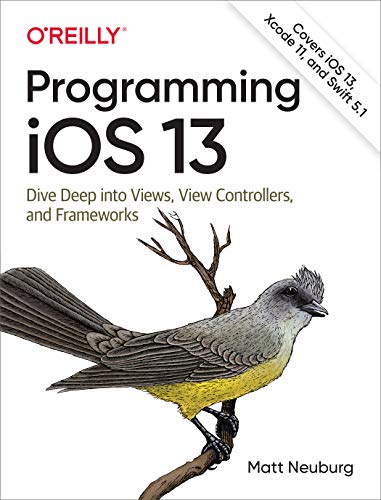 O'REILLY®
Covers iOS 13,
Xcode 11, and Swift 5.1
Programming
iOS 13
Dive Deep into Views, View Controllers,
and Frameworks
Matt Neuburg